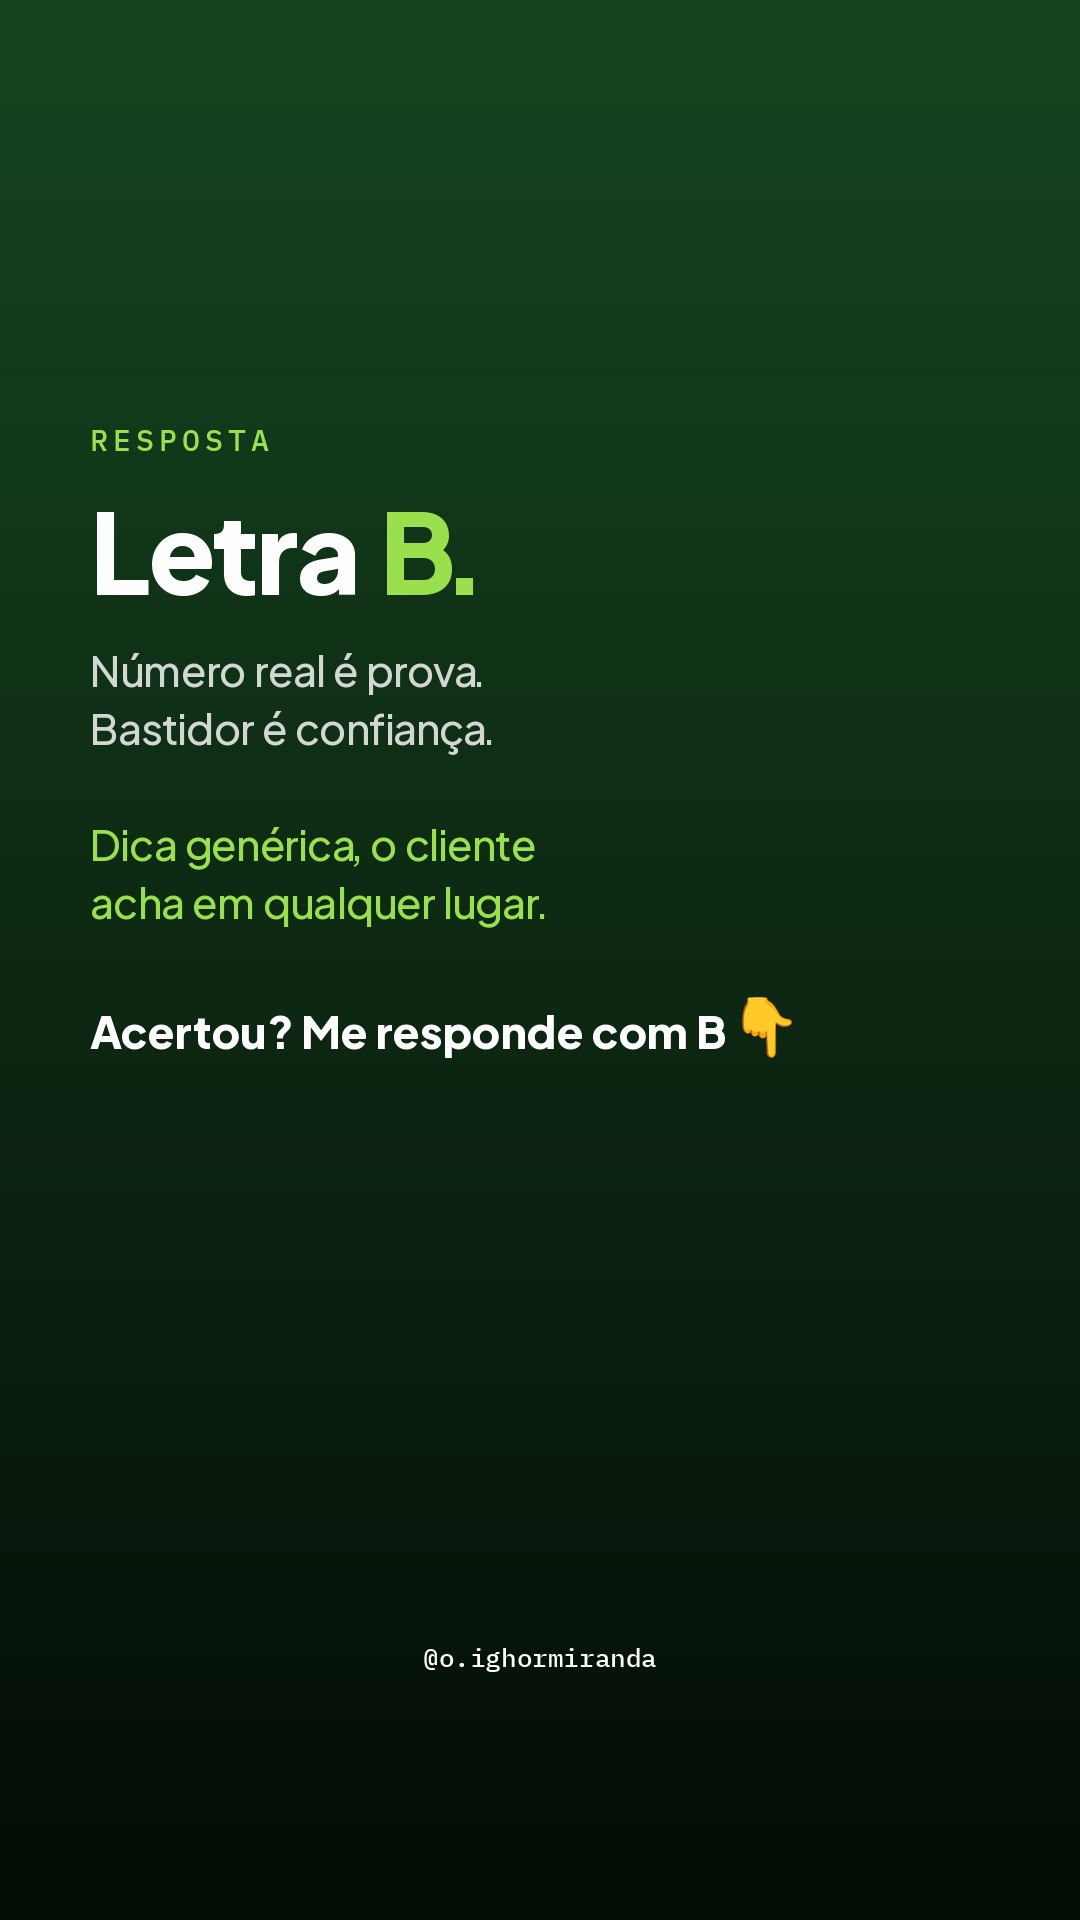 RESPOSTA
Letra B.
Número real é prova.
Bastidor é confiança.
Dica genérica, o cliente
acha em qualquer lugar.
Acertou? Me responde com B 👇
@o.ighormiranda